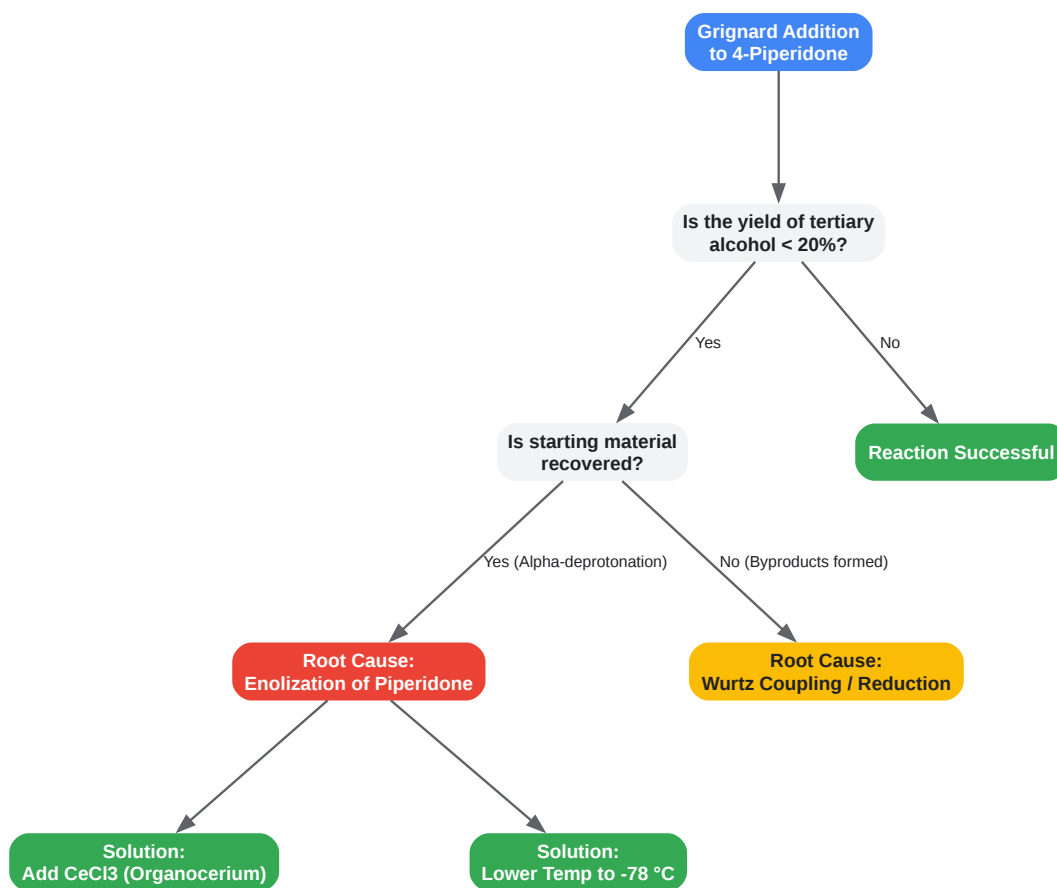 Grignard Addition
to 4-Piperidone
Is the yield of tertiary
alcohol < 20%?
Yes
No
Is starting material
recovered?
Reaction Successful
Yes (Alpha-deprotonation)
No (Byproducts formed)
Root Cause:
Enolization of Piperidone
Root Cause:
Wurtz Coupling / Reduction
Solution:
Add CeCl3 (Organocerium)
Solution:
Lower Temp to -78 °C